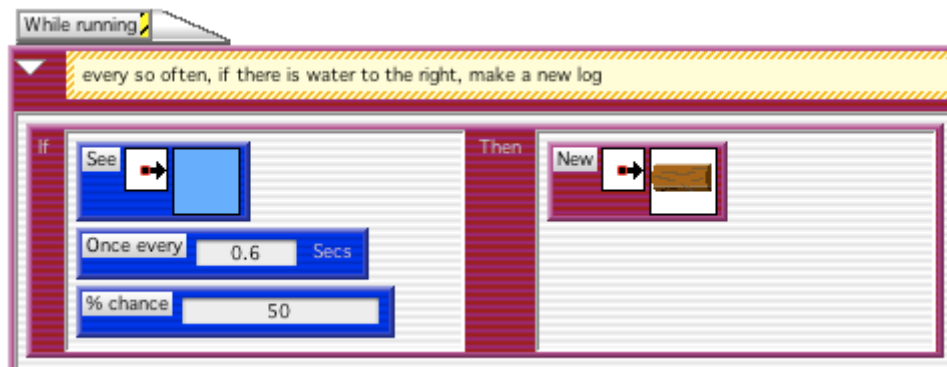 While running
every so often, if there is water to the right, make a new log
If
See
Once every 0.6 Secs
% chance 50
Then
New